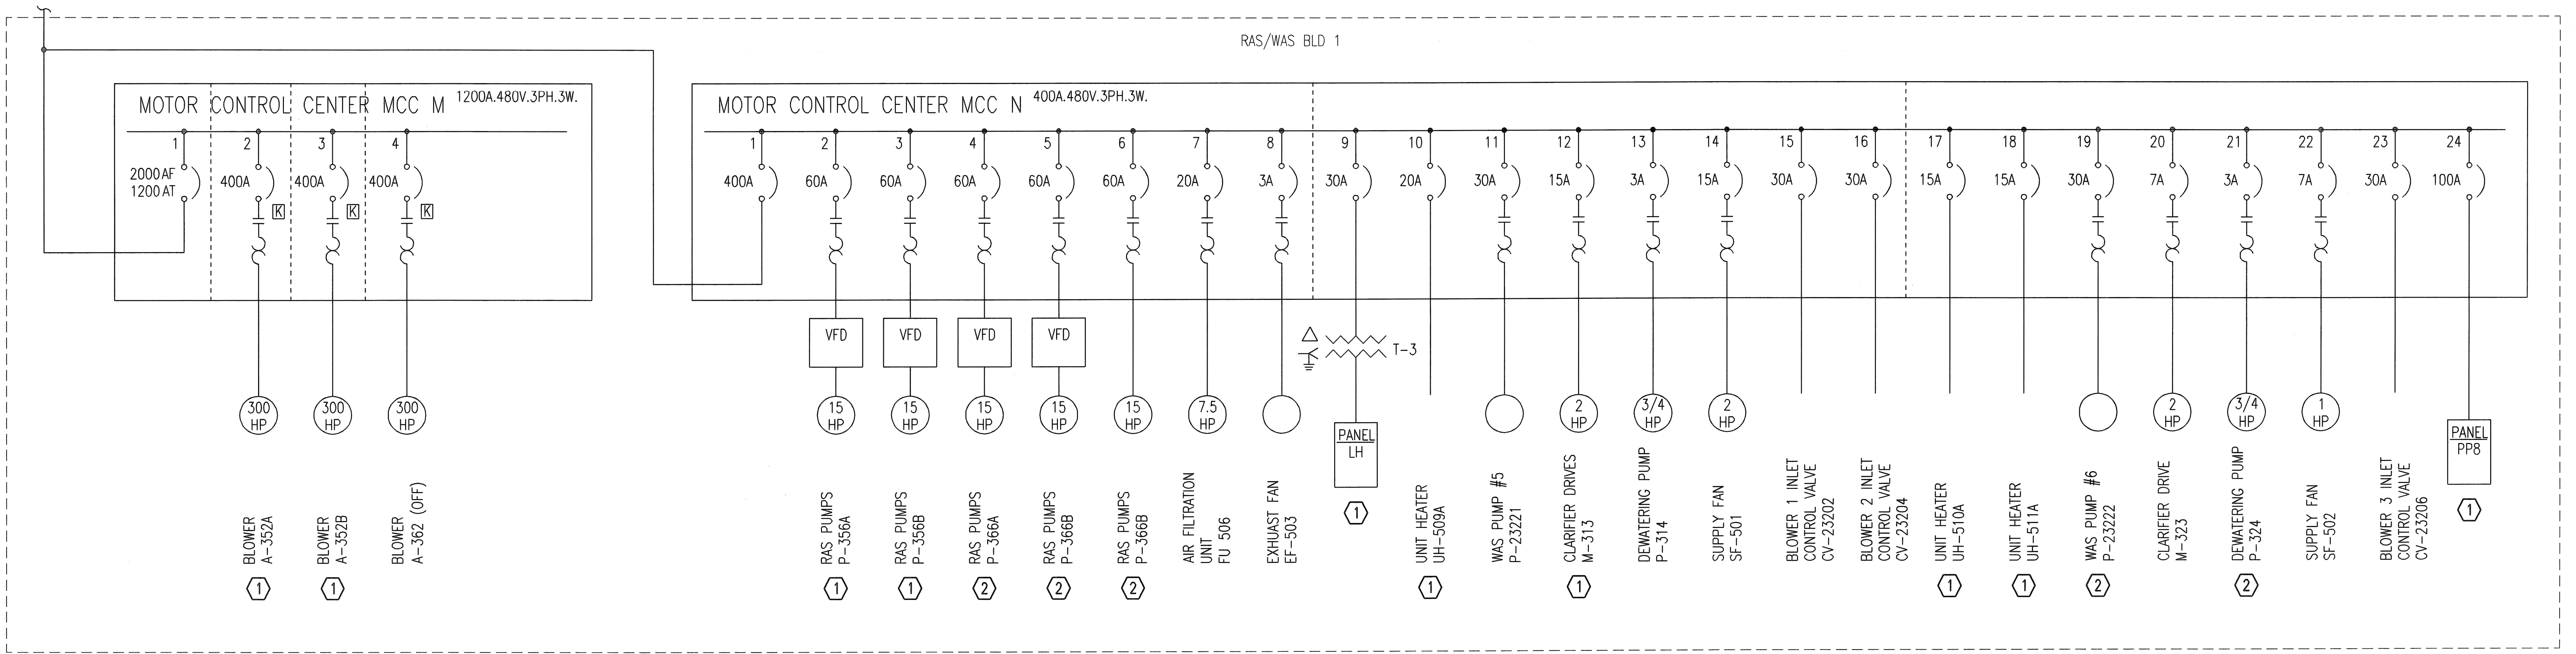 RAS/WAS BLD 1
MOTOR CONTROL CENTER MCC M 1200A.480V.3PH.3W.
1
2
3
4
2000AF
1200AT
400A
400A
400A
K
K
K
300
HP
300
HP
300
HP
BLOWER
A-352A
BLOWER
A-352B
BLOWER
A-362 (OFF)
1
1
MOTOR CONTROL CENTER MCC N 400A.480V.3PH.3W.
1
2
3
4
5
6
7
8
9
10
11
12
13
14
15
16
17
18
19
20
21
22
23
24
400A
60A
60A
60A
60A
60A
20A
3A
30A
20A
30A
15A
3A
15A
30A
30A
15A
15A
30A
7A
3A
7A
30A
100A
VFD
VFD
VFD
VFD
T-3
15
HP
15
HP
15
HP
15
HP
15
HP
7.5
HP
2
HP
3/4
HP
2
HP
2
HP
3/4
HP
1
HP
PANEL
LH
PANEL
PP8
1
1
RAS PUMPS
P-356A
RAS PUMPS
P-356B
RAS PUMPS
P-366A
RAS PUMPS
P-366B
RAS PUMPS
P-366B
AIR FILTRATION
UNIT
FU 506
EXHUAST FAN
EF-503
UNIT HEATER
UH-509A
WAS PUMP #5
P-23221
CLARIFIER DRIVES
M-313
DEWATERING PUMP
P-314
SUPPLY FAN
SF-501
BLOWER 1 INLET
CONTROL VALVE
CV-23202
BLOWER 2 INLET
CONTROL VALVE
CV-23204
UNIT HEATER
UH-510A
UNIT HEATER
UH-511A
WAS PUMP #6
P-23222
CLARIFIER DRIVE
M-323
DEWATERING PUMP
P-324
SUPPLY FAN
SF-502
BLOWER 3 INLET
CONTROL VALVE
CV-23206
1
1
2
2
2
1
1
1
1
2
2